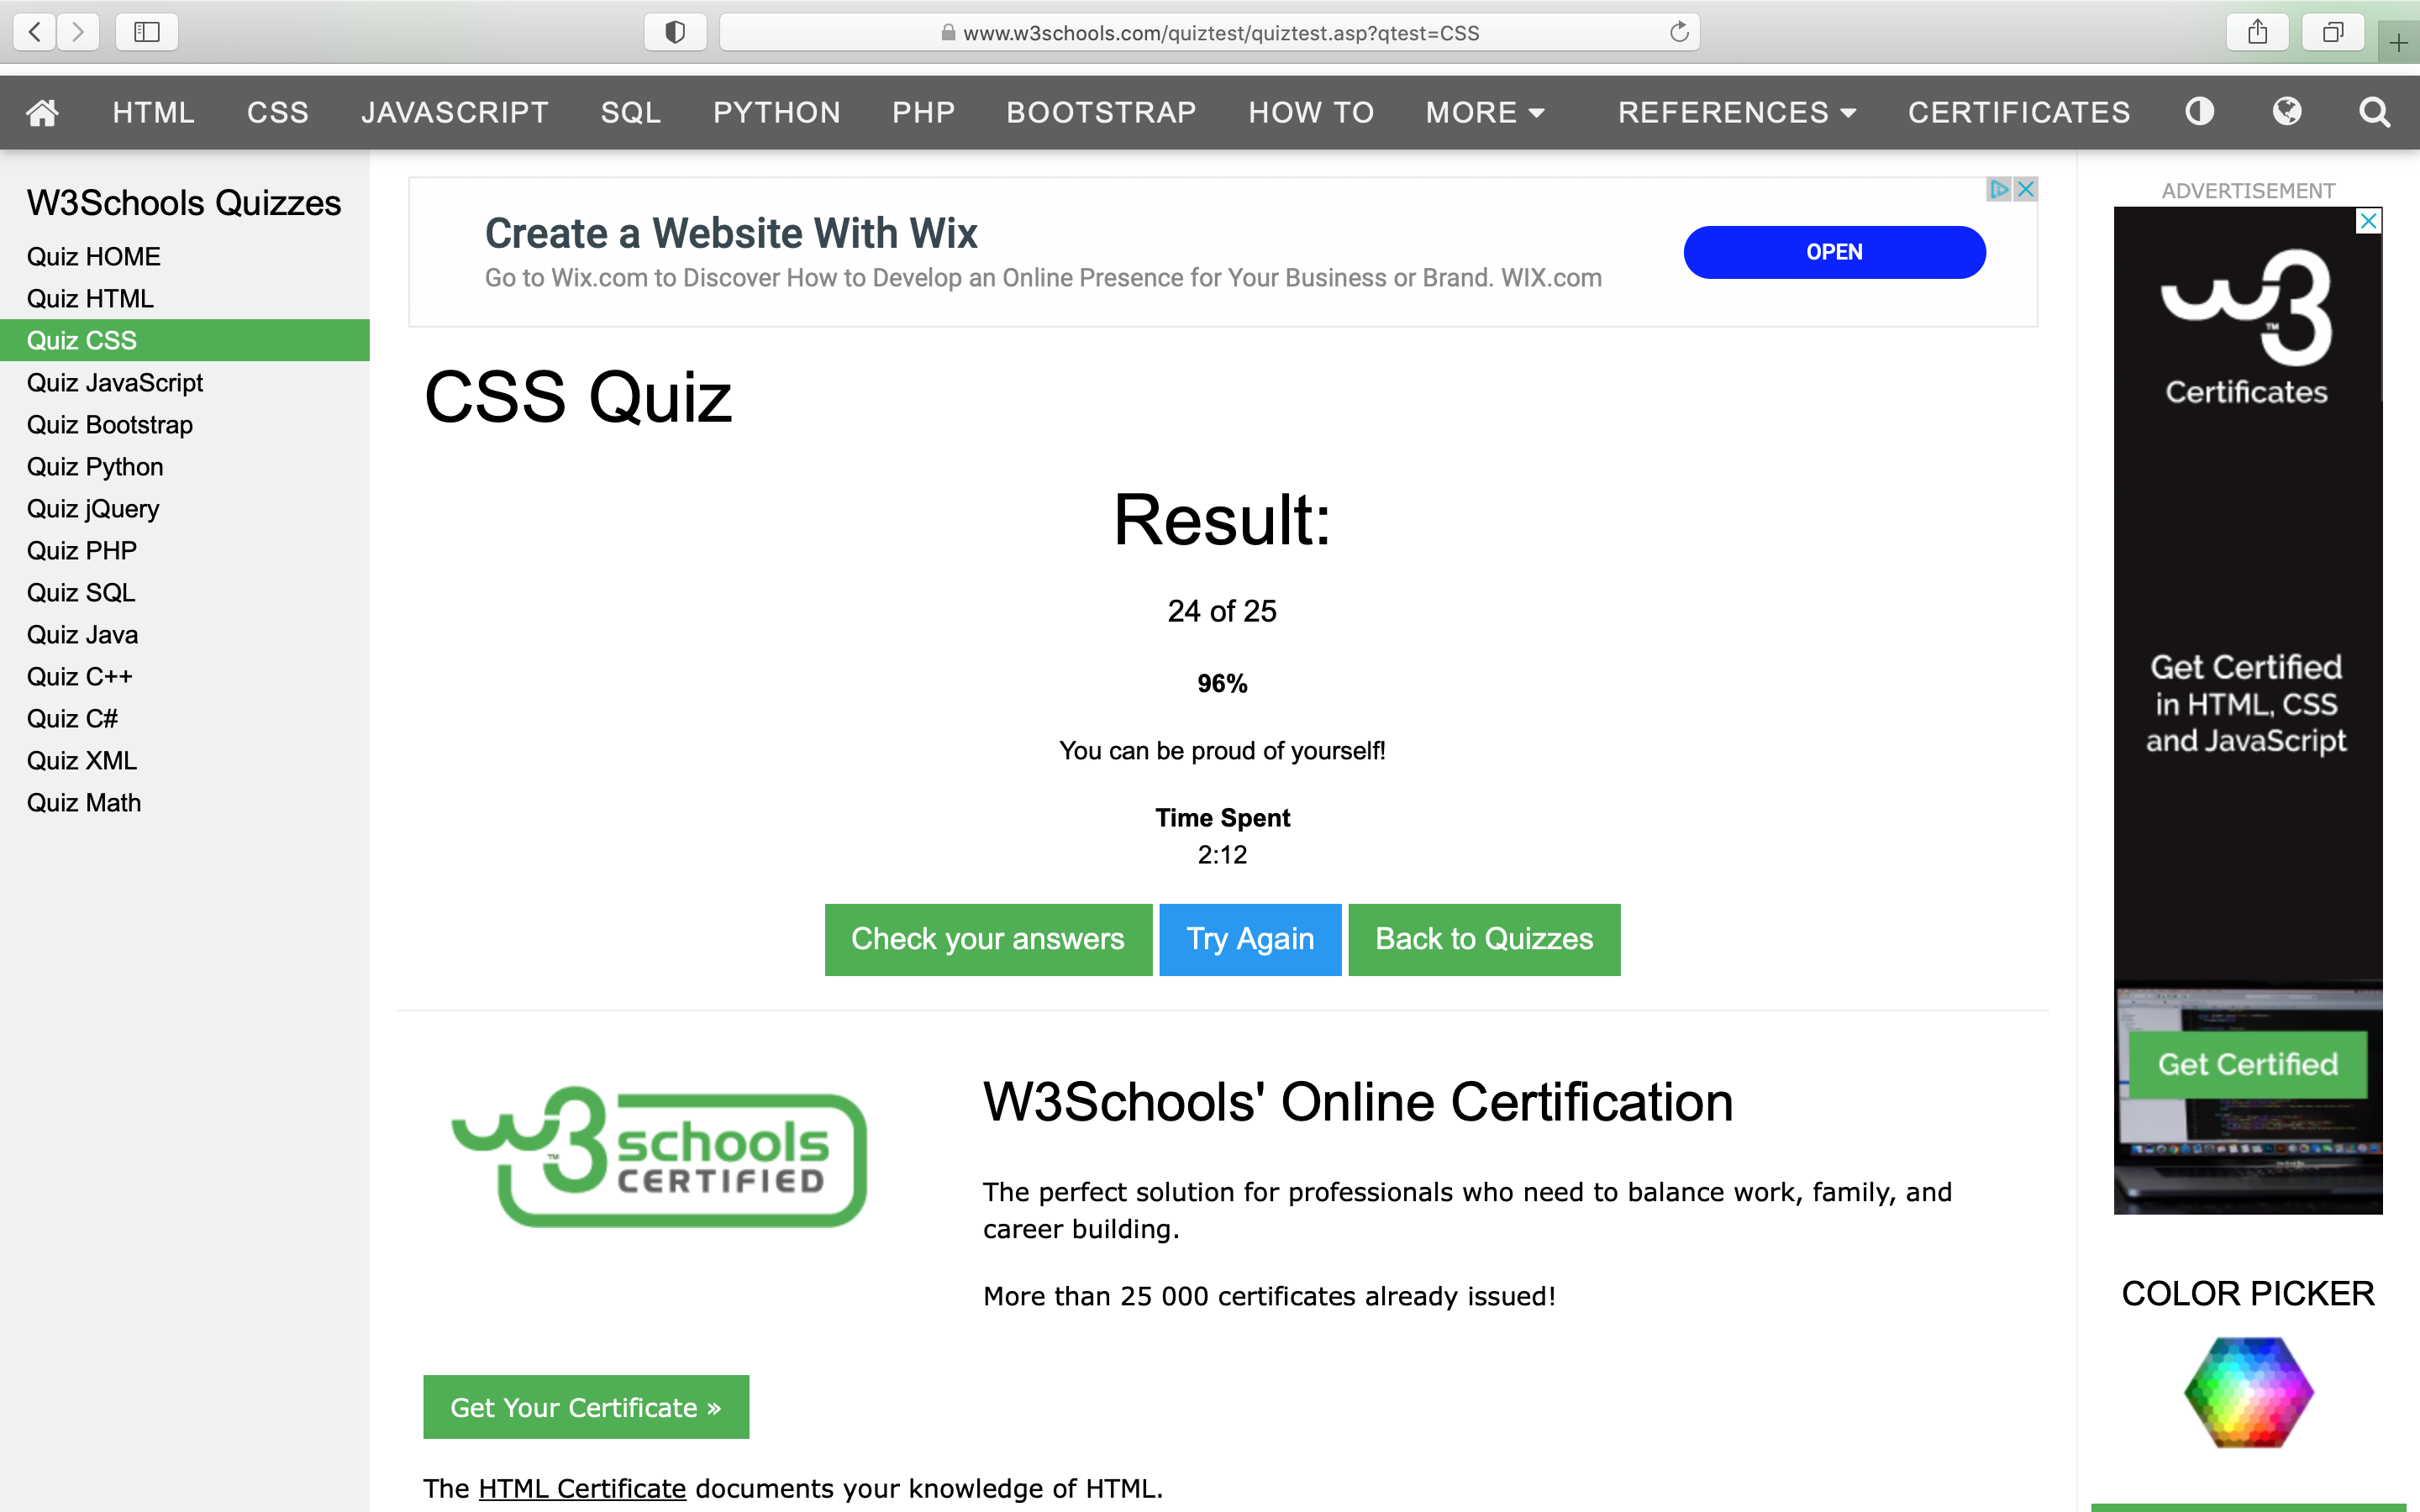 www.w3schools.com/quiztest/quiztest.asp?qtest=CSS
HTML CSS JAVASCRIPT SQL PYTHON PHP BOOTSTRAP HOW TO MORE REFERENCES CERTIFICATES
W3Schools Quizzes
Quiz HOME
Quiz HTML
Quiz CSS
Quiz JavaScript
Quiz Bootstrap
Quiz Python
Quiz jQuery
Quiz PHP
Quiz SQL
Quiz Java
Quiz C++
Quiz C#
Quiz XML
Quiz Math
Create a Website With Wix
Go to Wix.com to Discover How to Develop an Online Presence for Your Business or Brand. WIX.com
OPEN
CSS Quiz
Result:
24 of 25
96%
You can be proud of yourself!
Time Spent
2:12
Check your answers Try Again Back to Quizzes
w3schools
™
CERTIFIED
W3Schools' Online Certification
The perfect solution for professionals who need to balance work, family, and
career building.
More than 25 000 certificates already issued!
Get Your Certificate »
The HTML Certificate documents your knowledge of HTML.
ADVERTISEMENT
w3
™
Certificates
Get Certified
in HTML, CSS
and JavaScript
Get Certified
COLOR PICKER